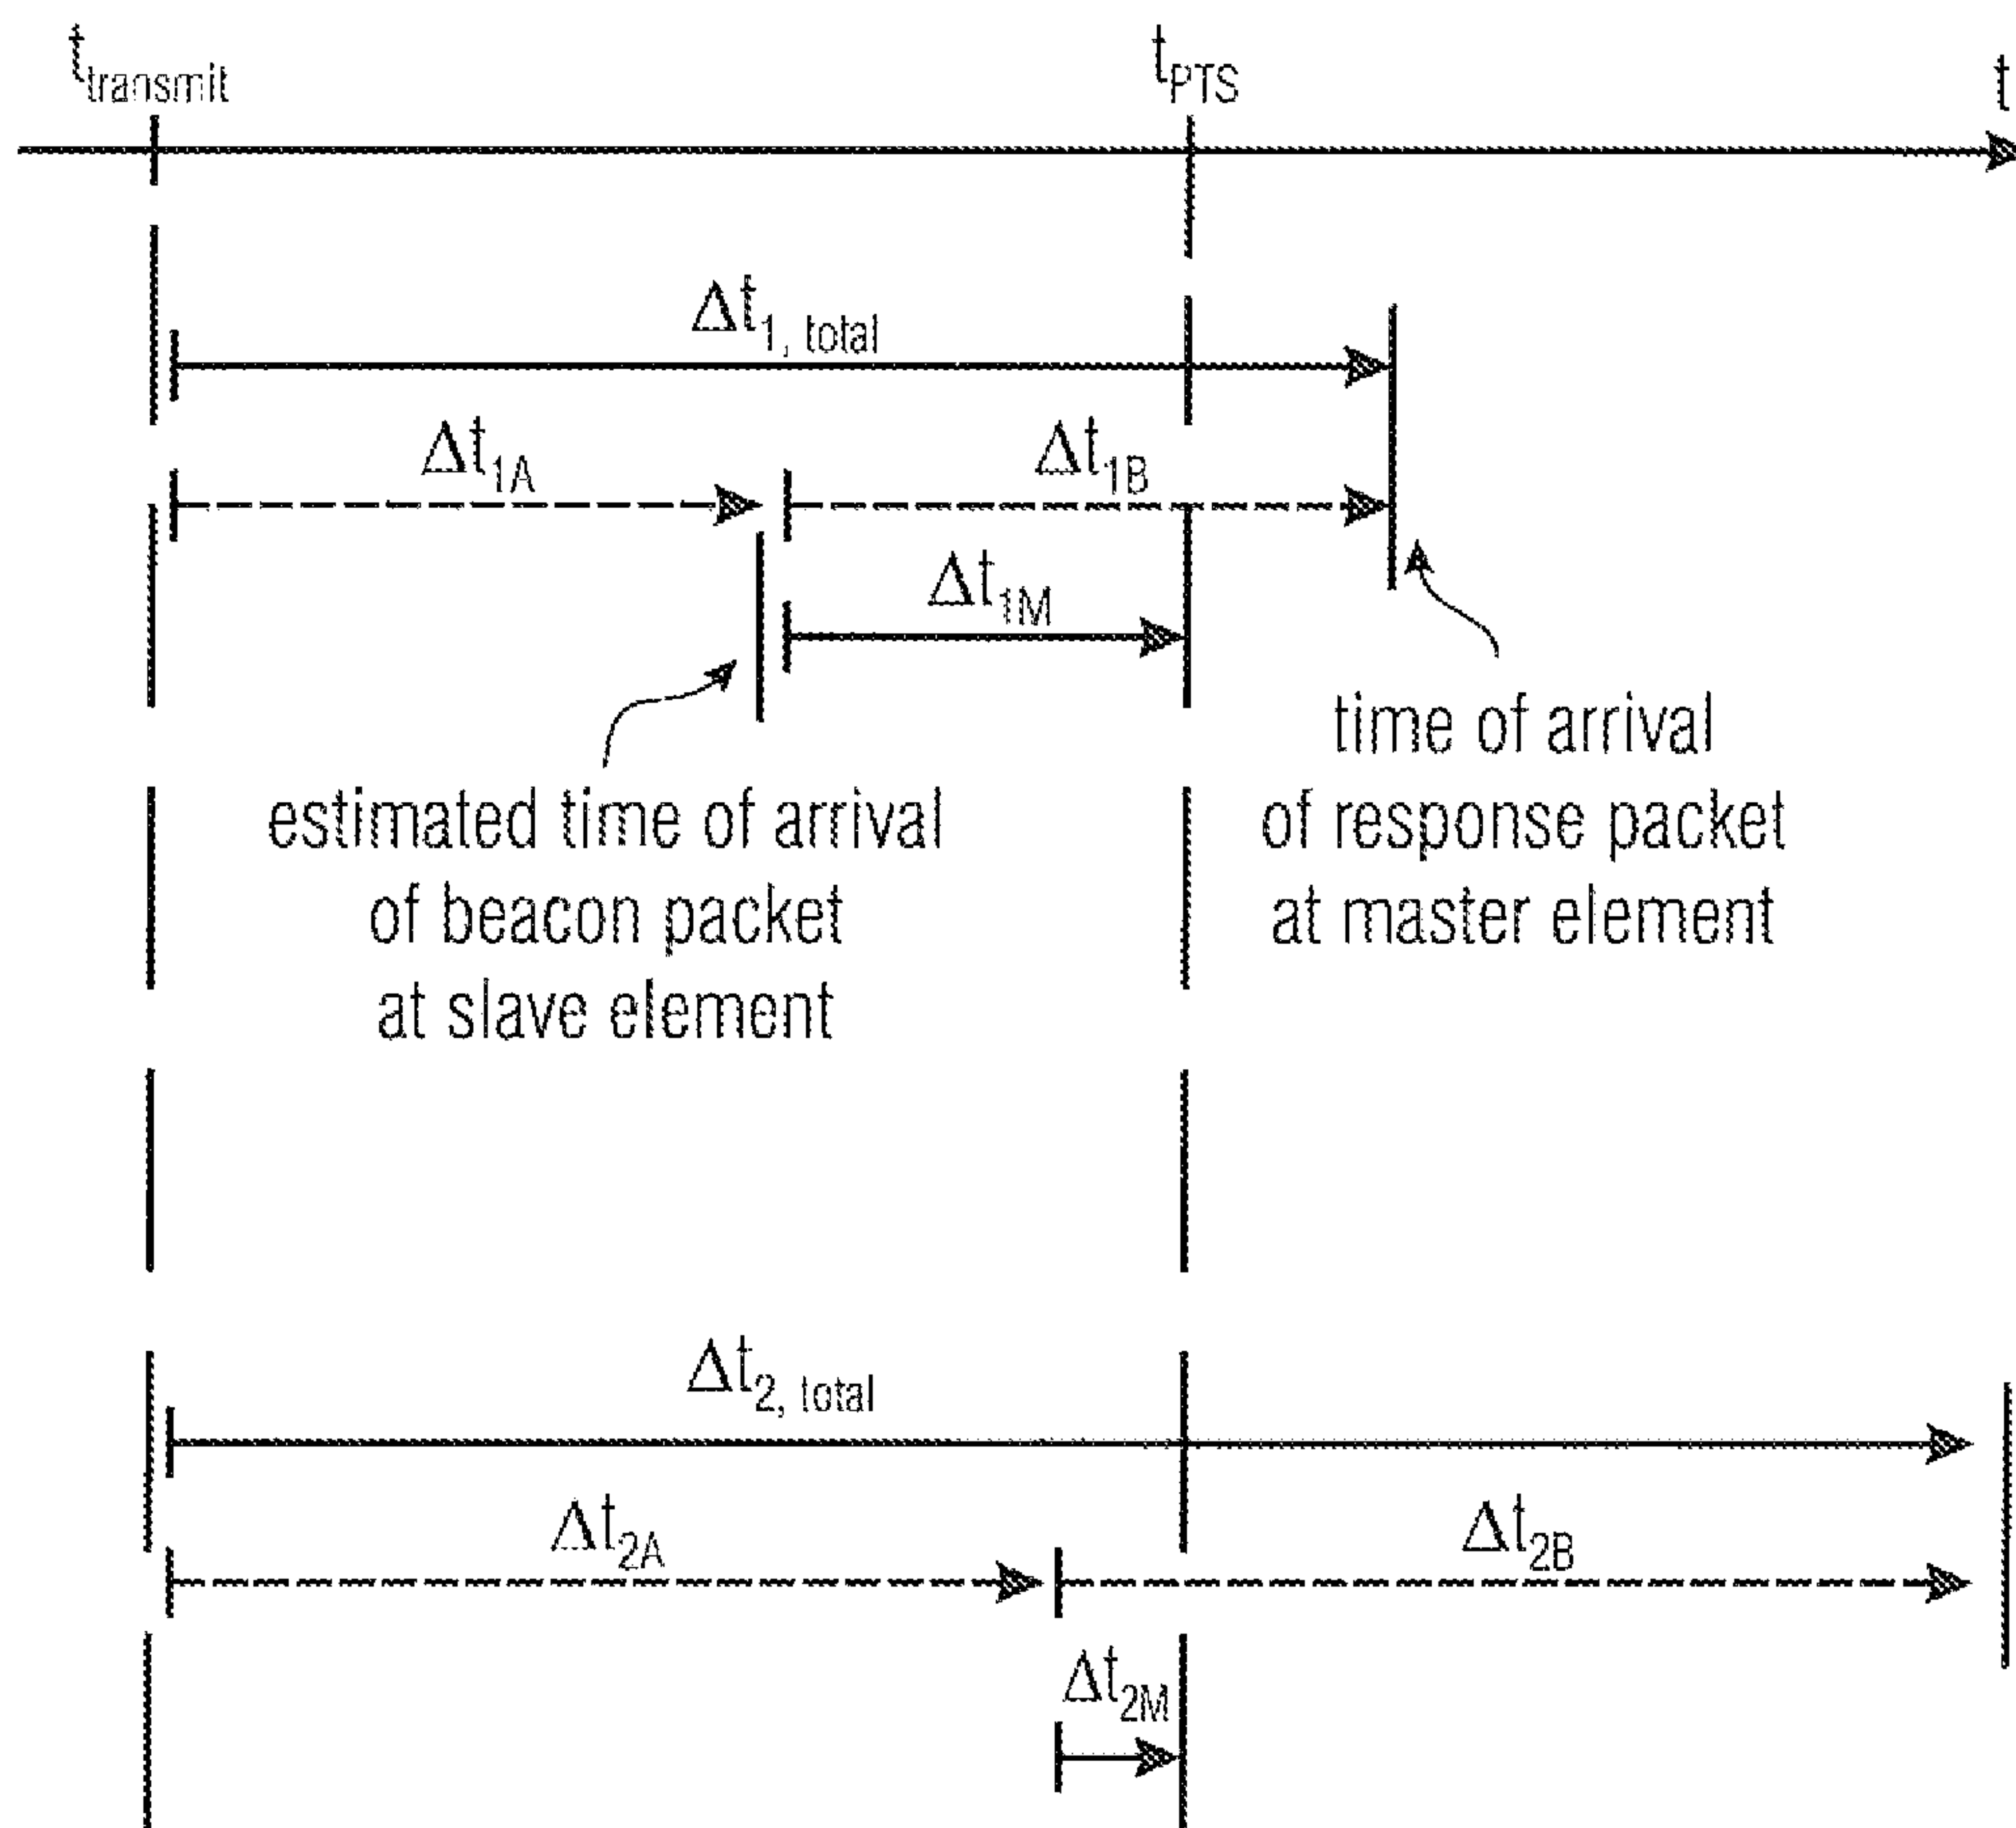 t_transmit
t_PTS
t
Δt_1, total
Δt_1A
Δt_1B
Δt_1M
estimated time of arrival
of beacon packet
at slave element
time of arrival
of response packet
at master element
Δt_2, total
Δt_2A
Δt_2B
Δt_2M